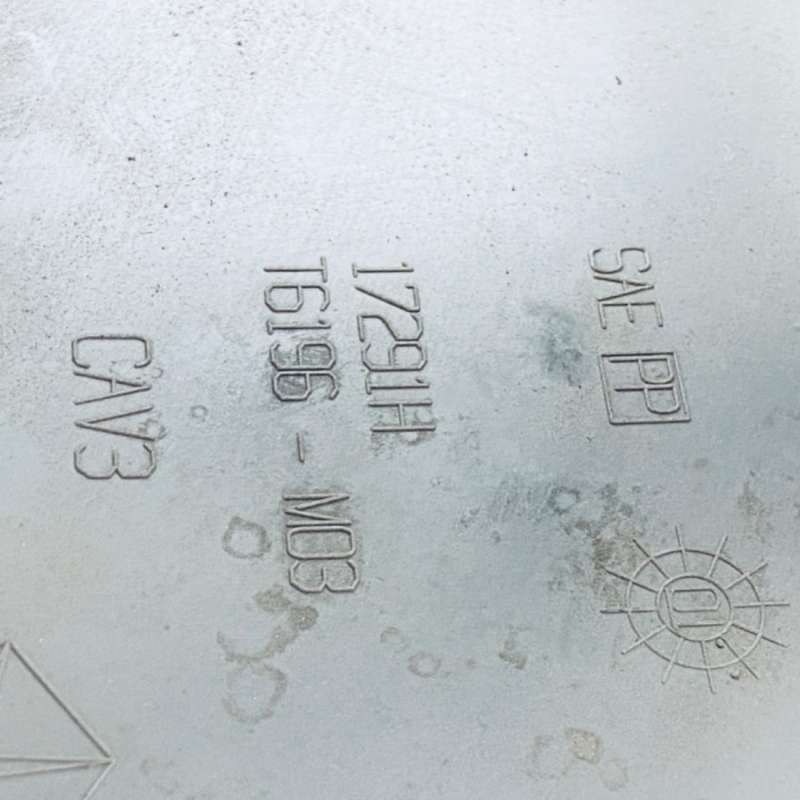 SAE PP
17291H
T6196 - M03
CAV3